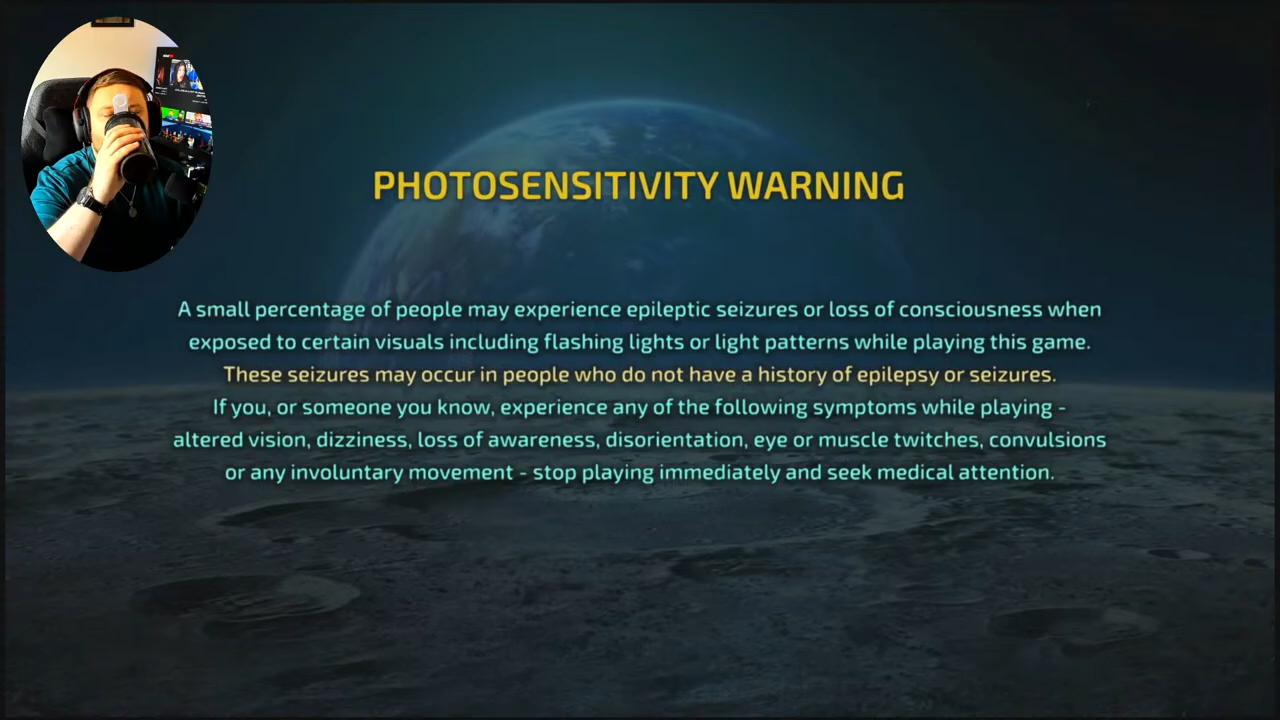 PHOTOSENSITIVITY WARNING
A small percentage of people may experience epileptic seizures or loss of consciousness when
exposed to certain visuals including flashing lights or light patterns while playing this game.
These seizures may occur in people who do not have a history of epilepsy or seizures.
If you, or someone you know, experience any of the following symptoms while playing -
altered vision, dizziness, loss of awareness, disorientation, eye or muscle twitches, convulsions
or any involuntary movement - stop playing immediately and seek medical attention.